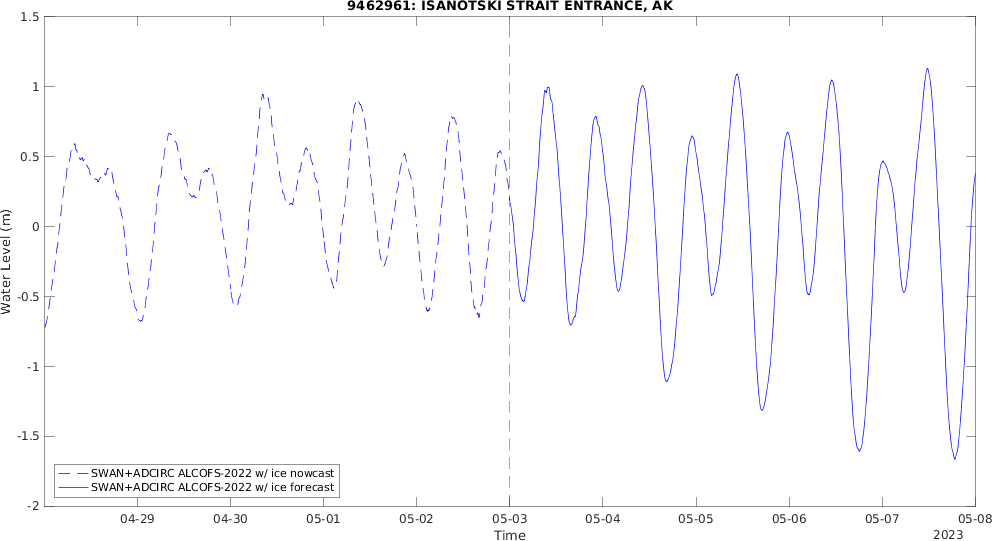 9462961: ISANOTSKI STRAIT ENTRANCE, AK
1.5
1
0.5
0
-0.5
-1
-1.5
-2
Water Level (m)
SWAN+ADCIRC ALCOFS-2022 w/ ice nowcast
SWAN+ADCIRC ALCOFS-2022 w/ ice forecast
04-29 04-30 05-01 05-02 05-03 05-04 05-05 05-06 05-07 05-08
Time
2023